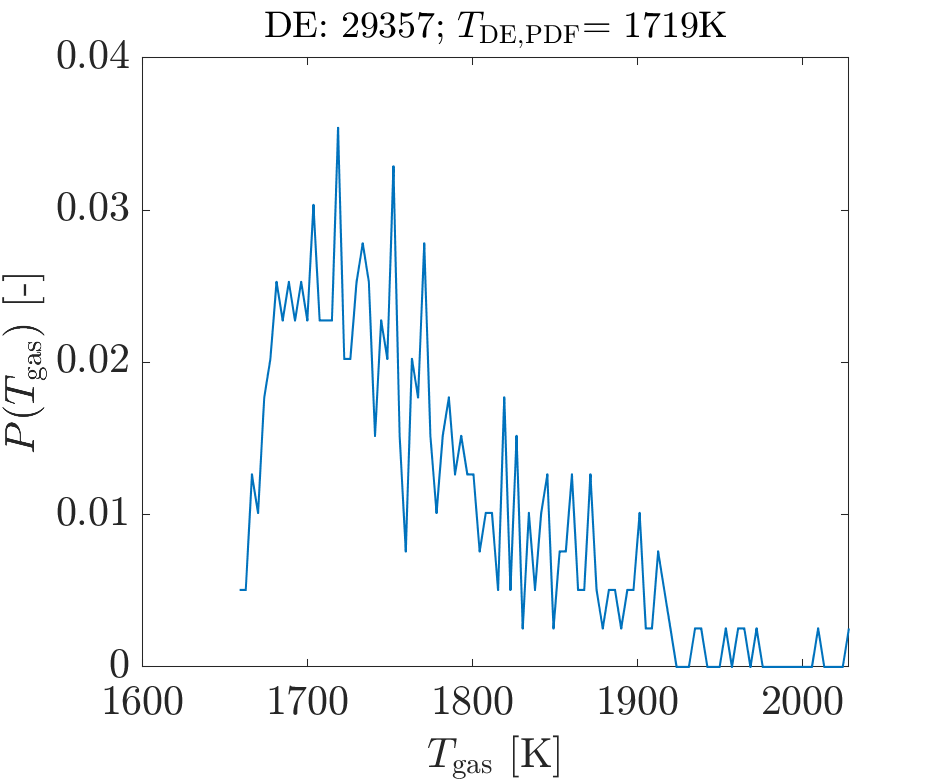 DE: 29357; T_DE,PDF= 1719K
0.04
0.03
0.02
0.01
0
P(T_gas) [-]
1600 1700 1800 1900 2000
T_gas [K]